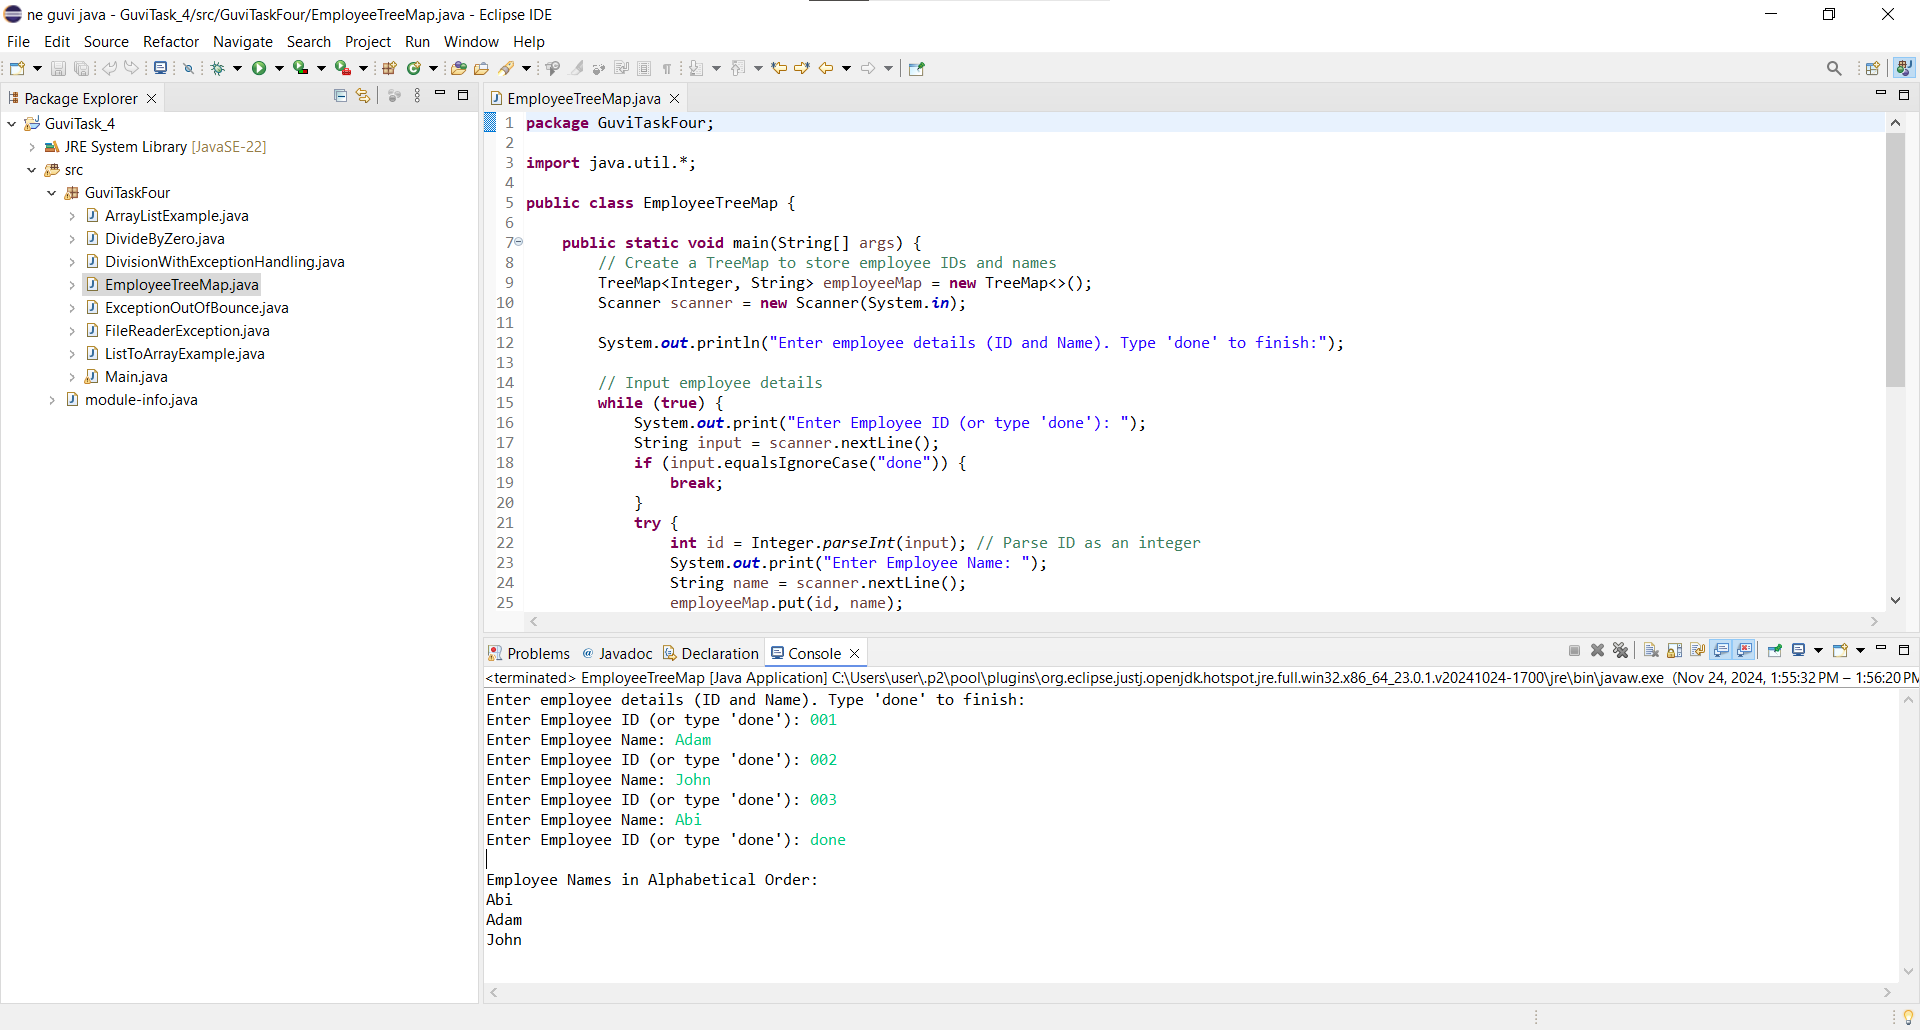 ne guvi java - GuviTask_4/src/GuviTaskFour/EmployeeTreeMap.java - Eclipse IDE
File Edit Source Refactor Navigate Search Project Run Window Help
Package Explorer
GuviTask_4
JRE System Library [JavaSE-22]
src
GuviTaskFour
ArrayListExample.java
DivideByZero.java
DivisionWithExceptionHandling.java
EmployeeTreeMap.java
ExceptionOutOfBounce.java
FileReaderException.java
ListToArrayExample.java
Main.java
module-info.java
EmployeeTreeMap.java
1 package GuviTaskFour;
2
3 import java.util.*;
4
5 public class EmployeeTreeMap {
6
7     public static void main(String[] args) {
8         // Create a TreeMap to store employee IDs and names
9         TreeMap<Integer, String> employeeMap = new TreeMap<>();
10         Scanner scanner = new Scanner(System.in);
11
12         System.out.println("Enter employee details (ID and Name). Type 'done' to finish:");
13
14         // Input employee details
15         while (true) {
16             System.out.print("Enter Employee ID (or type 'done'): ");
17             String input = scanner.nextLine();
18             if (input.equalsIgnoreCase("done")) {
19                 break;
20             }
21             try {
22                 int id = Integer.parseInt(input); // Parse ID as an integer
23                 System.out.print("Enter Employee Name: ");
24                 String name = scanner.nextLine();
25                 employeeMap.put(id, name);
Problems @ Javadoc Declaration Console
<terminated> EmployeeTreeMap [Java Application] C:\Users\user\.p2\pool\plugins\org.eclipse.justj.openjdk.hotspot.jre.full.win32.x86_64_23.0.1.v20241024-1700\jre\bin\javaw.exe (Nov 24, 2024, 1:55:32 PM – 1:56:20 PM
Enter employee details (ID and Name). Type 'done' to finish:
Enter Employee ID (or type 'done'): 001
Enter Employee Name: Adam
Enter Employee ID (or type 'done'): 002
Enter Employee Name: John
Enter Employee ID (or type 'done'): 003
Enter Employee Name: Abi
Enter Employee ID (or type 'done'): done
Employee Names in Alphabetical Order:
Abi
Adam
John